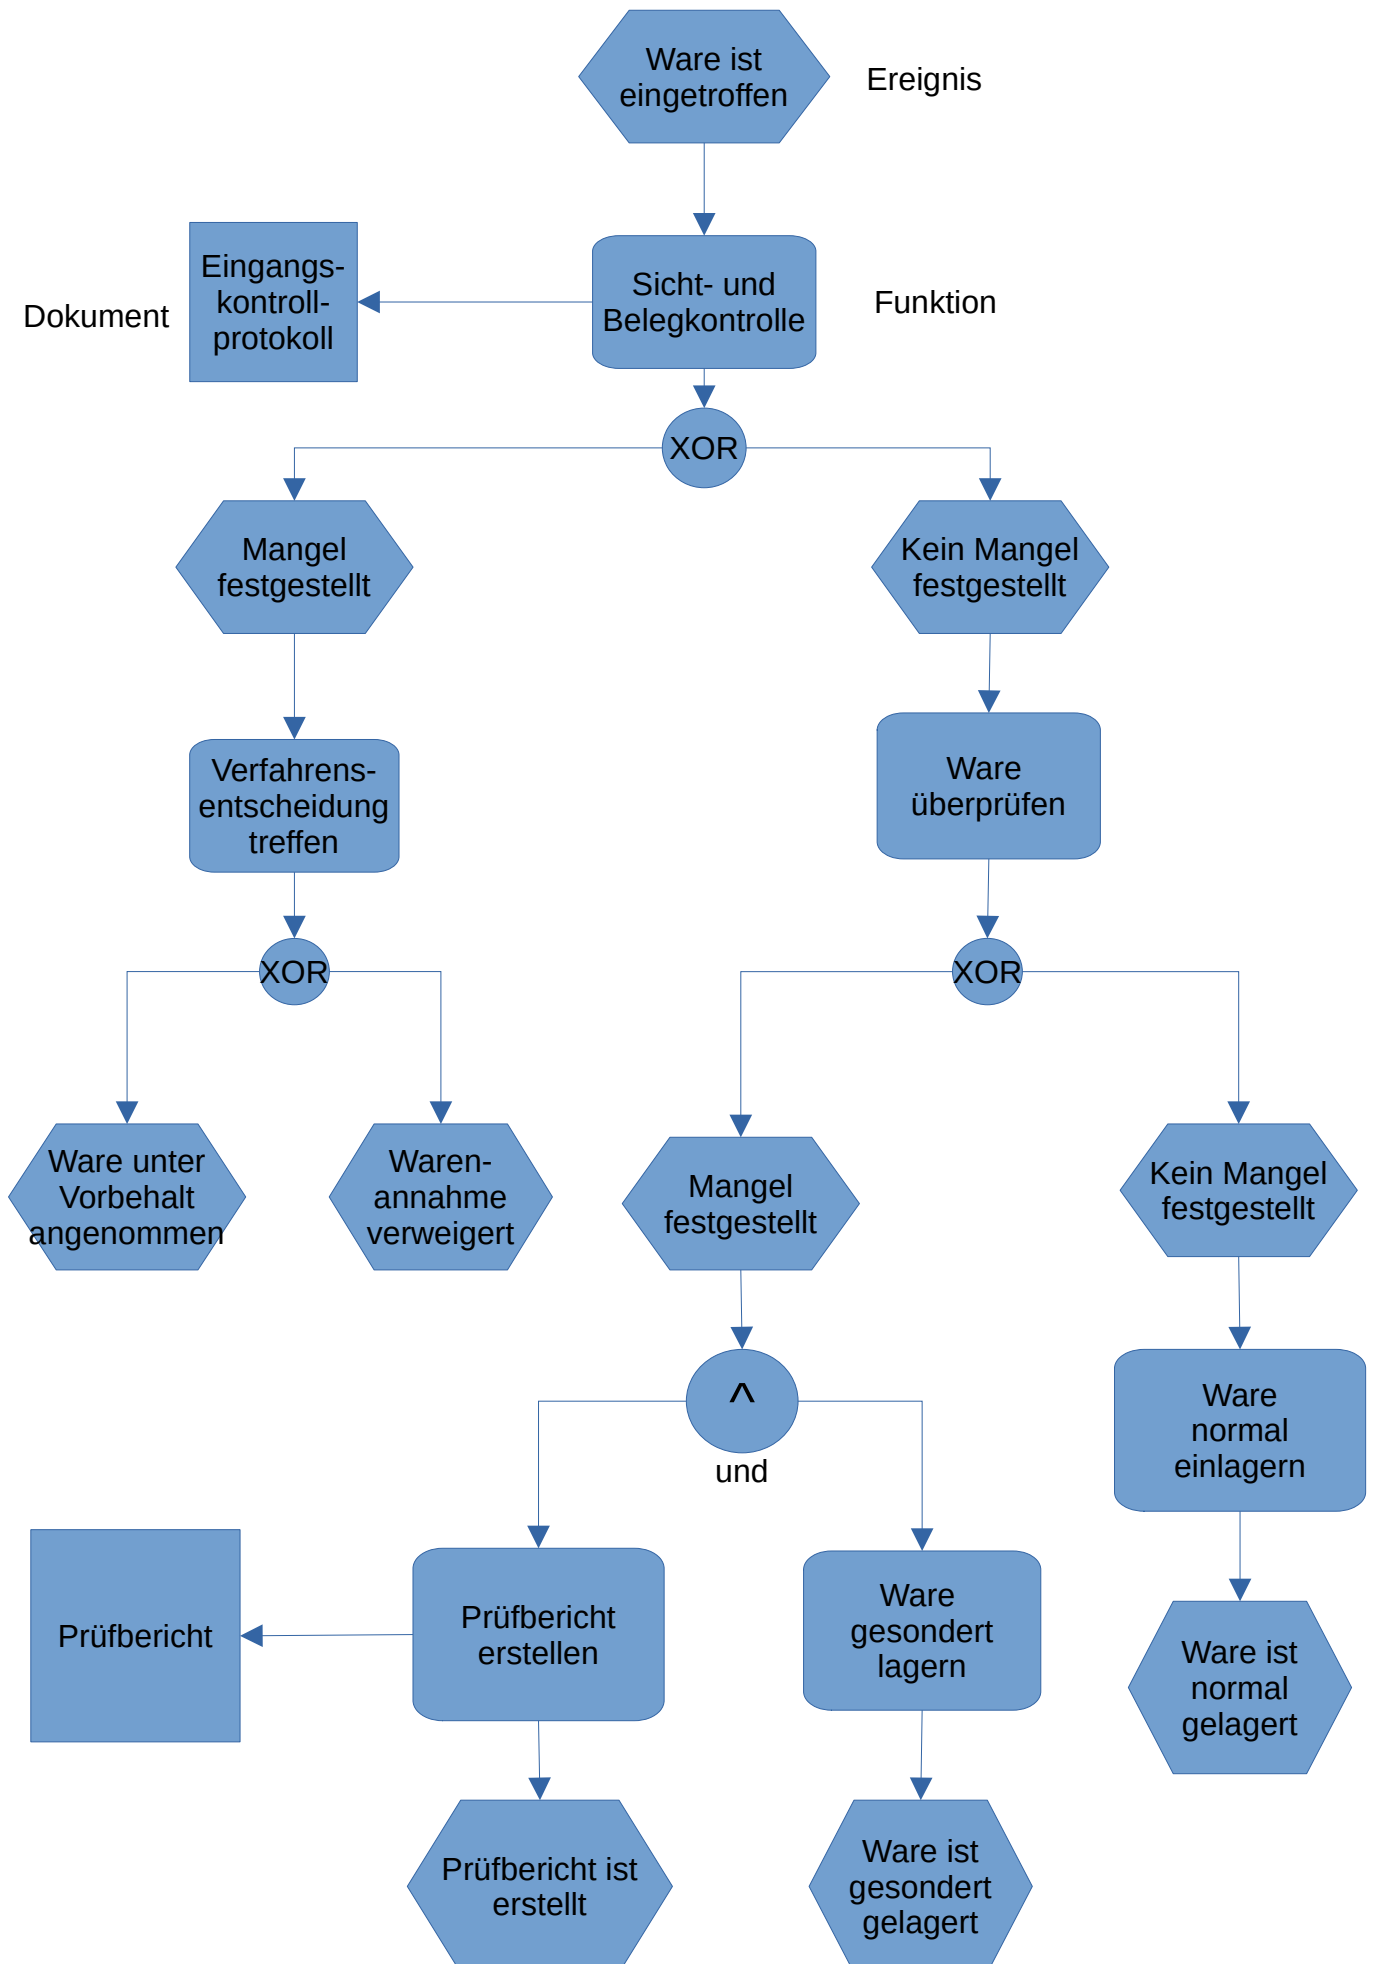 Ware ist
eingetroffen
Ereignis
Eingangs-
kontroll-
protokoll
Dokument
Sicht- und
Belegkontrolle
Funktion
XOR
Mangel
festgestellt
Kein Mangel
festgestellt
Verfahrens-
entscheidung
treffen
Ware
überprüfen
XOR
XOR
Ware unter
Vorbehalt
angenommen
Waren-
annahme
verweigert
Mangel
festgestellt
Kein Mangel
festgestellt
^
und
Ware
normal
einlagern
Prüfbericht
Prüfbericht
erstellen
Ware
gesondert
lagern
Ware ist
normal
gelagert
Prüfbericht ist
erstellt
Ware ist
gesondert
gelagert